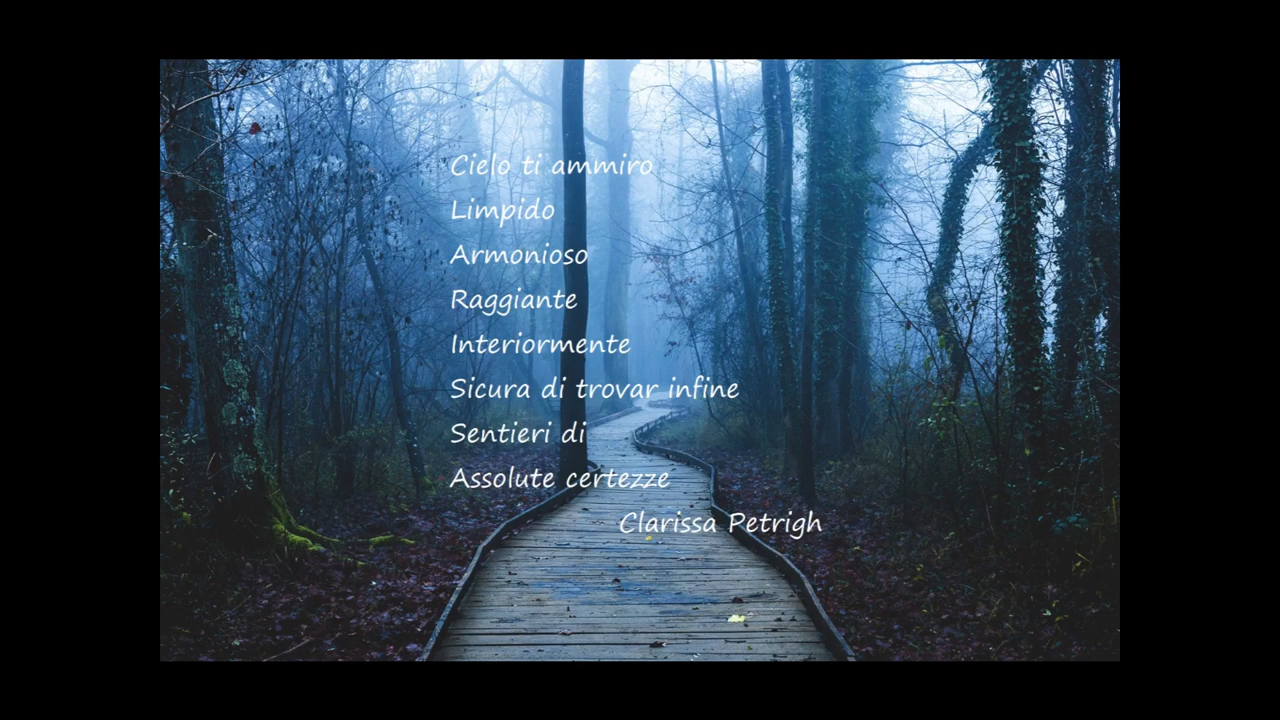 Cielo ti ammiro
Limpido
Armonioso
Raggiante
Interiormente
Sicura di trovar infine
Sentieri di
Assolute certezze
Clarissa Petrigh